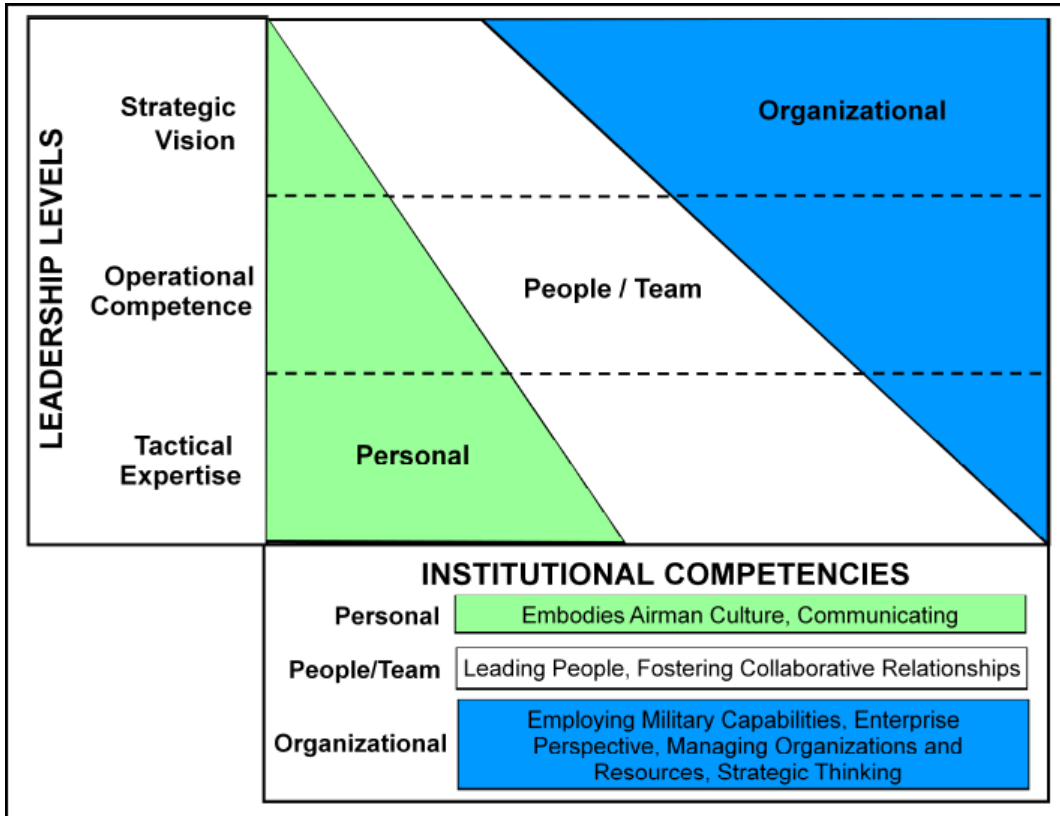 LEADERSHIP LEVELS
Strategic
Vision
Organizational
Operational
Competence
People / Team
Tactical
Expertise
Personal
INSTITUTIONAL COMPETENCIES
Personal
Embodies Airman Culture, Communicating
People/Team
Leading People, Fostering Collaborative Relationships
Organizational
Employing Military Capabilities, Enterprise
Perspective, Managing Organizations and
Resources, Strategic Thinking